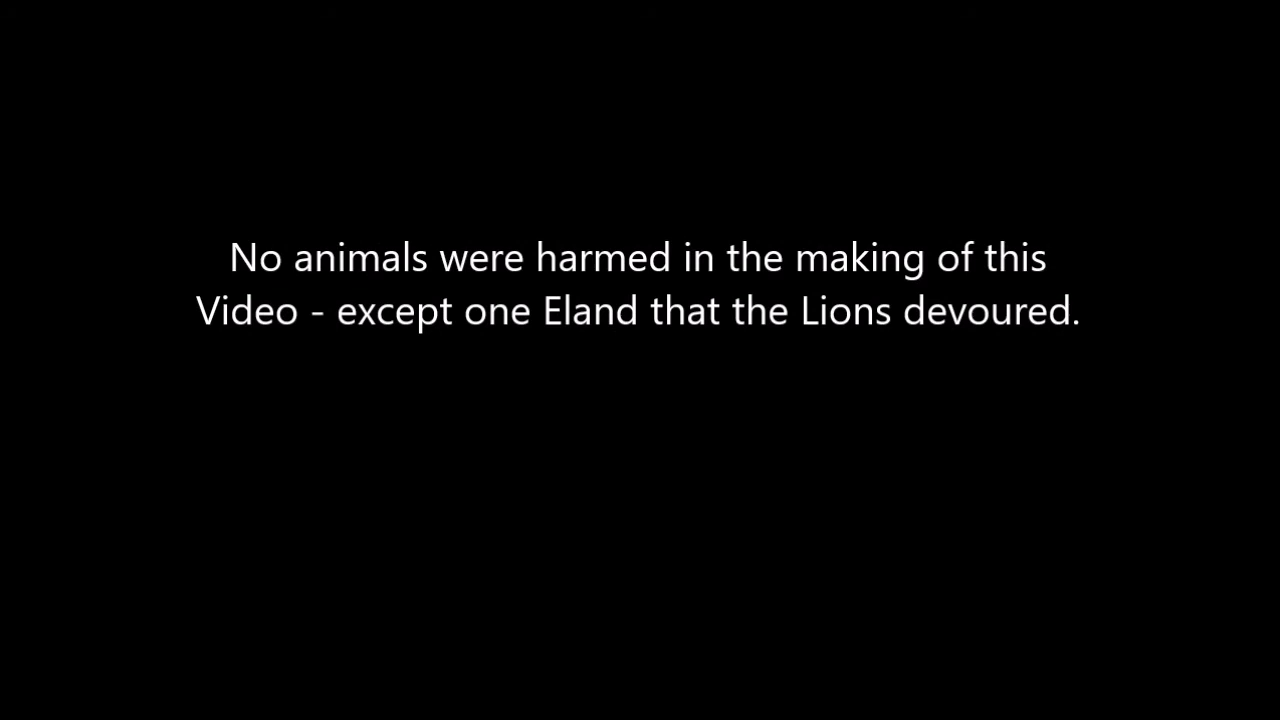 No animals were harmed in the making of this
Video - except one Eland that the Lions devoured.